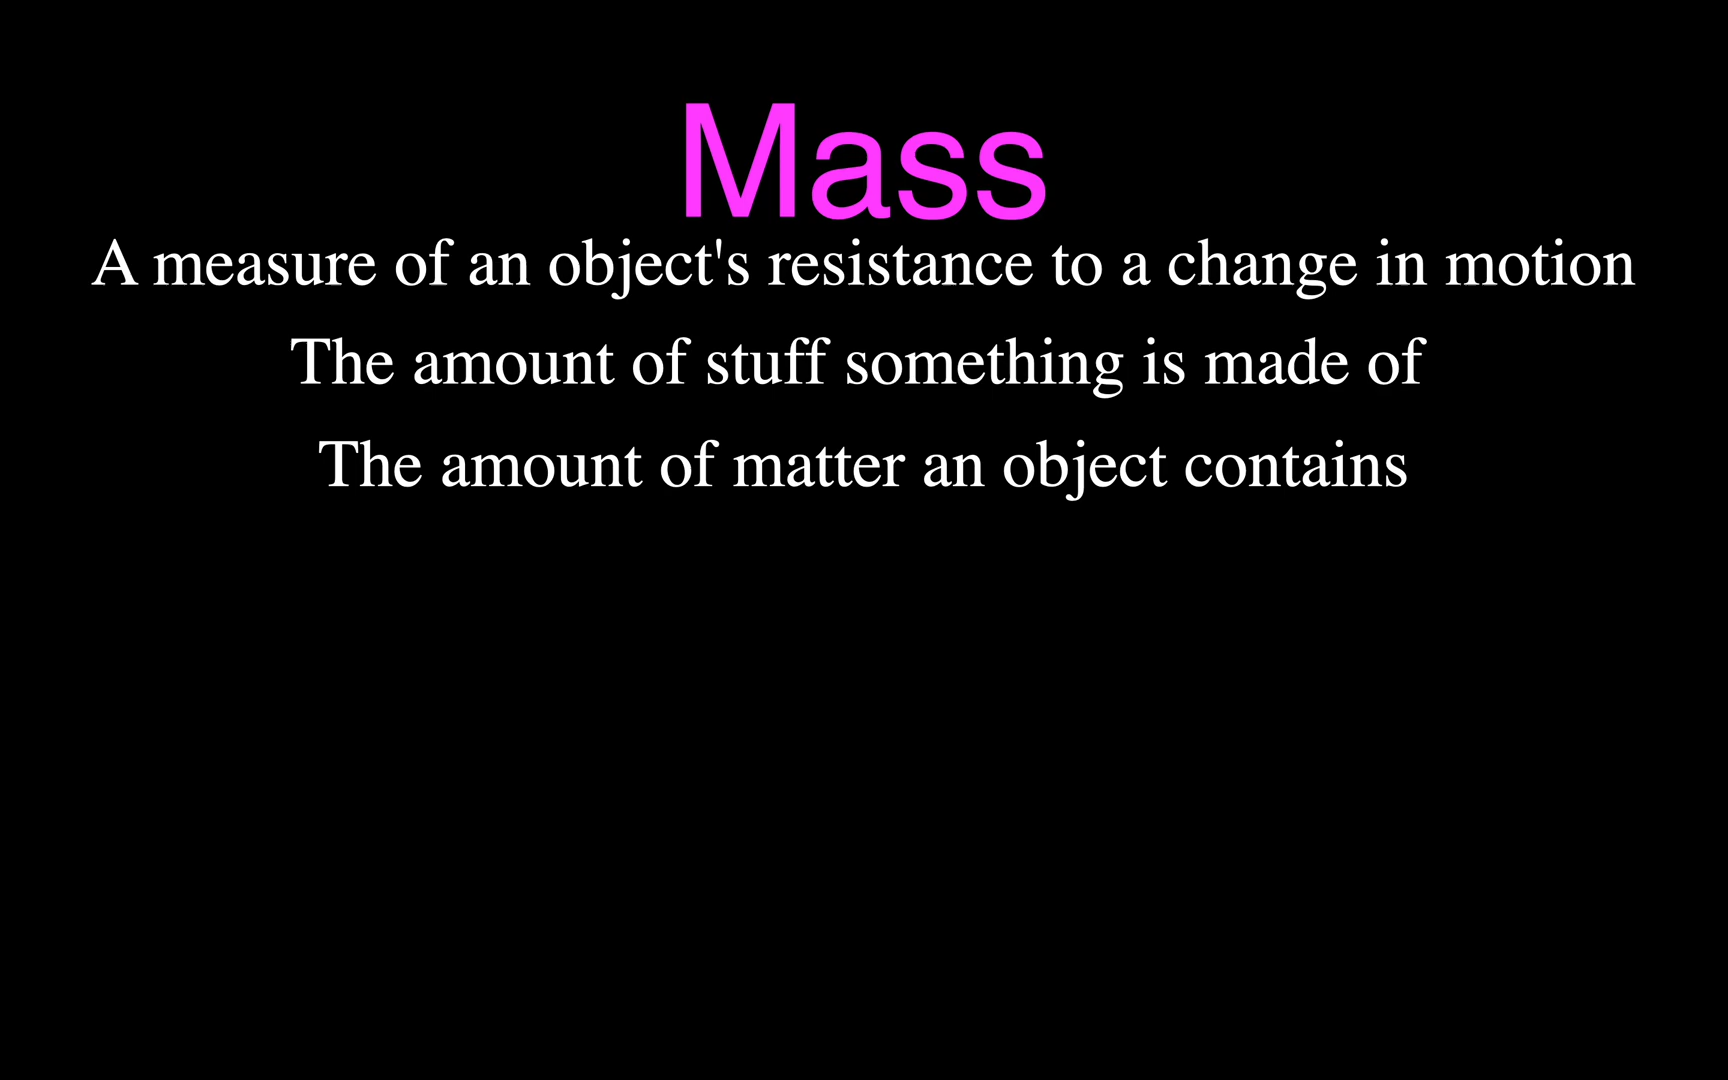 Mass
A measure of an object's resistance to a change in motion
The amount of stuff something is made of
The amount of matter an object contains